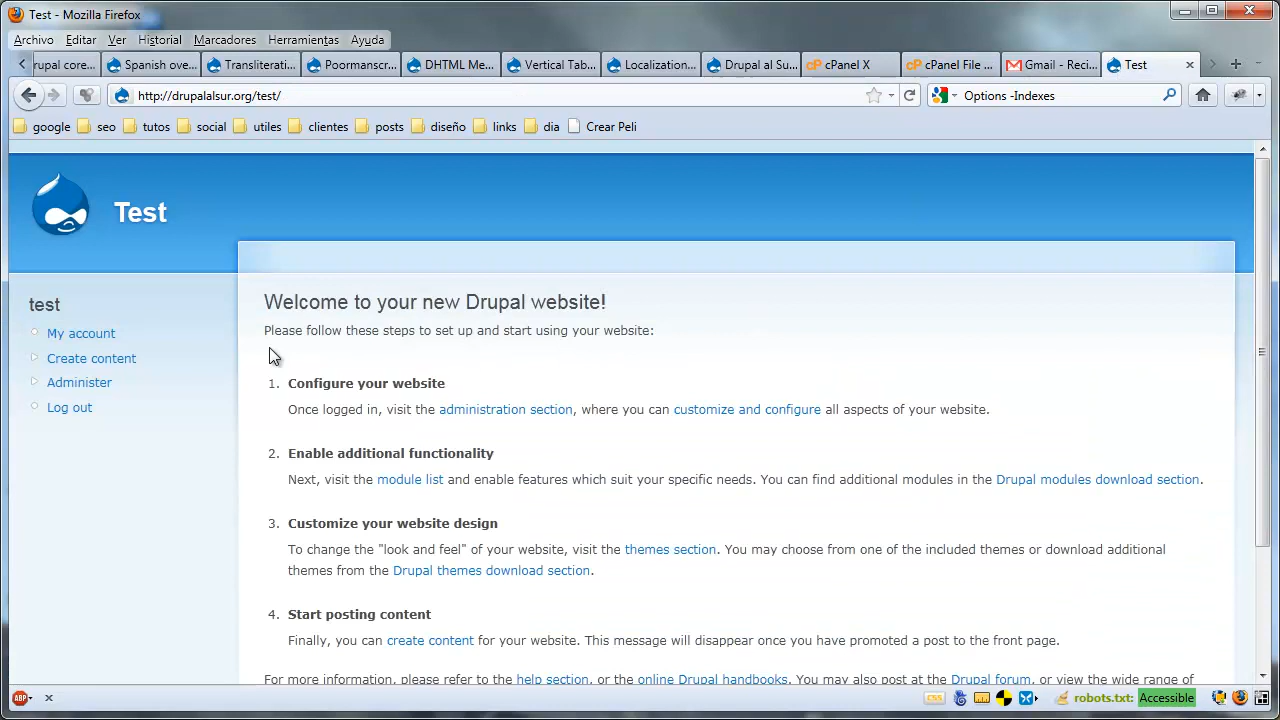 Test - Mozilla Firefox
Archivo Editar Ver Historial Marcadores Herramientas Ayuda
rupal core... Spanish ove... Transliterati... Poormanscr... DHTML Me... Vertical Tab... Localization... Drupal al Su... cPanel X cPanel File ... Gmail - Reci... Test
http://drupalalsur.org/test/ Options -Indexes
google seo tutos social utiles clientes posts diseño links dia Crear Peli
Test
test
My account
Create content
Administer
Log out
Welcome to your new Drupal website!
Please follow these steps to set up and start using your website:
1. Configure your website
Once logged in, visit the administration section, where you can customize and configure all aspects of your website.
2. Enable additional functionality
Next, visit the module list and enable features which suit your specific needs. You can find additional modules in the Drupal modules download section.
3. Customize your website design
To change the "look and feel" of your website, visit the themes section. You may choose from one of the included themes or download additional
themes from the Drupal themes download section.
4. Start posting content
Finally, you can create content for your website. This message will disappear once you have promoted a post to the front page.
For more information, please refer to the help section, or the online Drupal handbooks. You may also post at the Drupal forum, or view the wide range of
ABP CSS robots.txt: Accessible